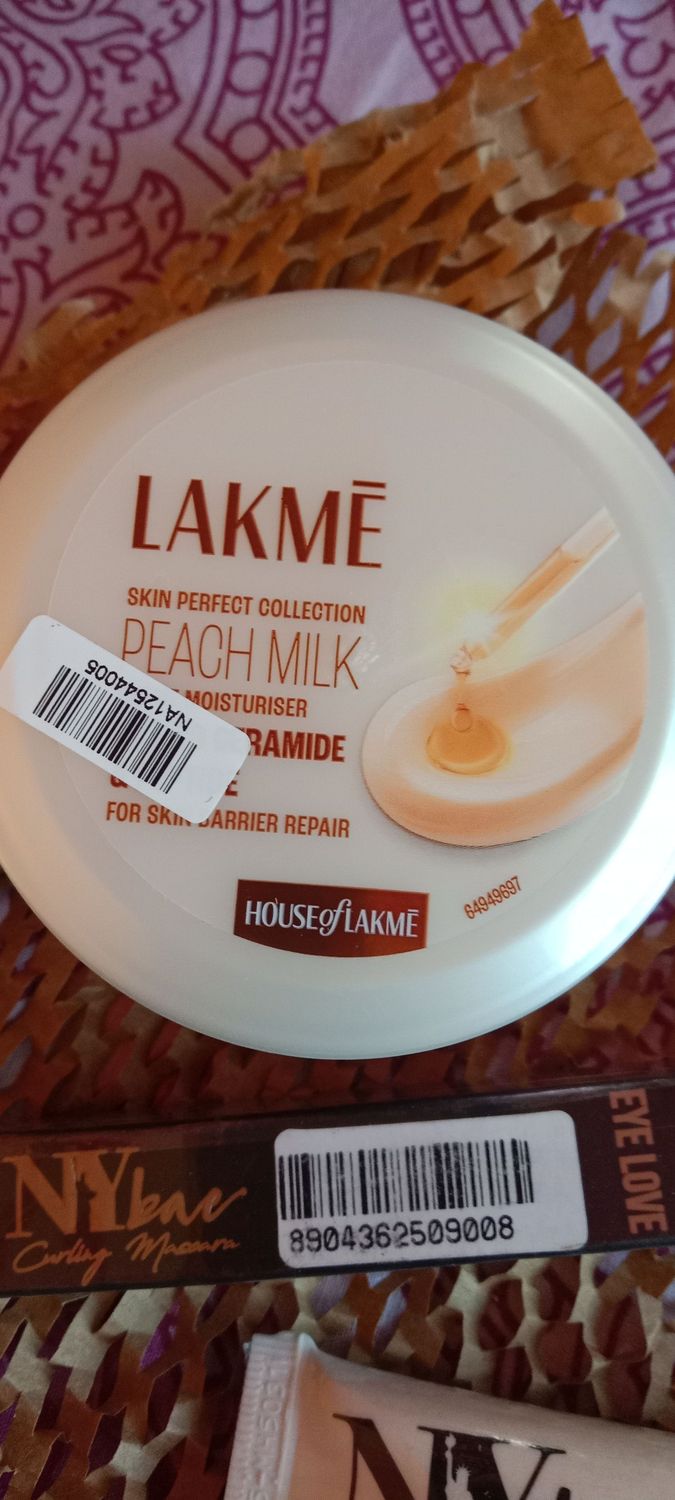 LAKMĒ
SKIN PERFECT COLLECTION
PEACH MILK
MOISTURISER
RAMIDE
&
FOR SKIN BARRIER REPAIR
NA12544005
HOUSE of LAKMĒ
64949697
NYbae
Curling Mascara
8904362509008
EYE LOVE
NY